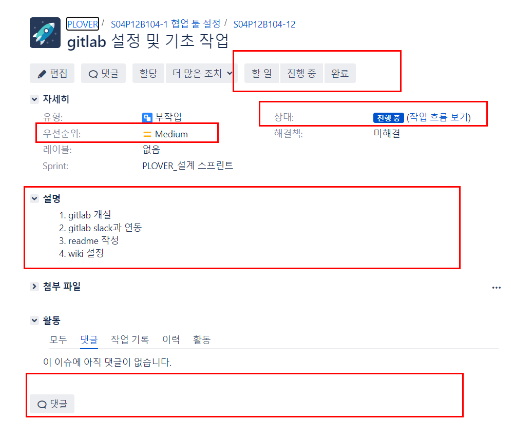 PLOVER / S04P12B104-1 협업 툴 설정 / S04P12B104-12
gitlab 설정 및 기초 작업
편집 댓글 할당 더 많은 조치 할 일 진행 중 완료
자세히
유형: 부작업 상태: 진행 중 (작업 흐름 보기)
우선순위: Medium 해결책: 미해결
레이블: 없음
Sprint: PLOVER_설계 스프린트
설명
1. gitlab 개설
2. gitlab slack과 연동
3. readme 작성
4. wiki 설정
첨부 파일 ...
활동
모두 댓글 작업 기록 이력 활동
이 이슈에 아직 댓글이 없습니다.
댓글